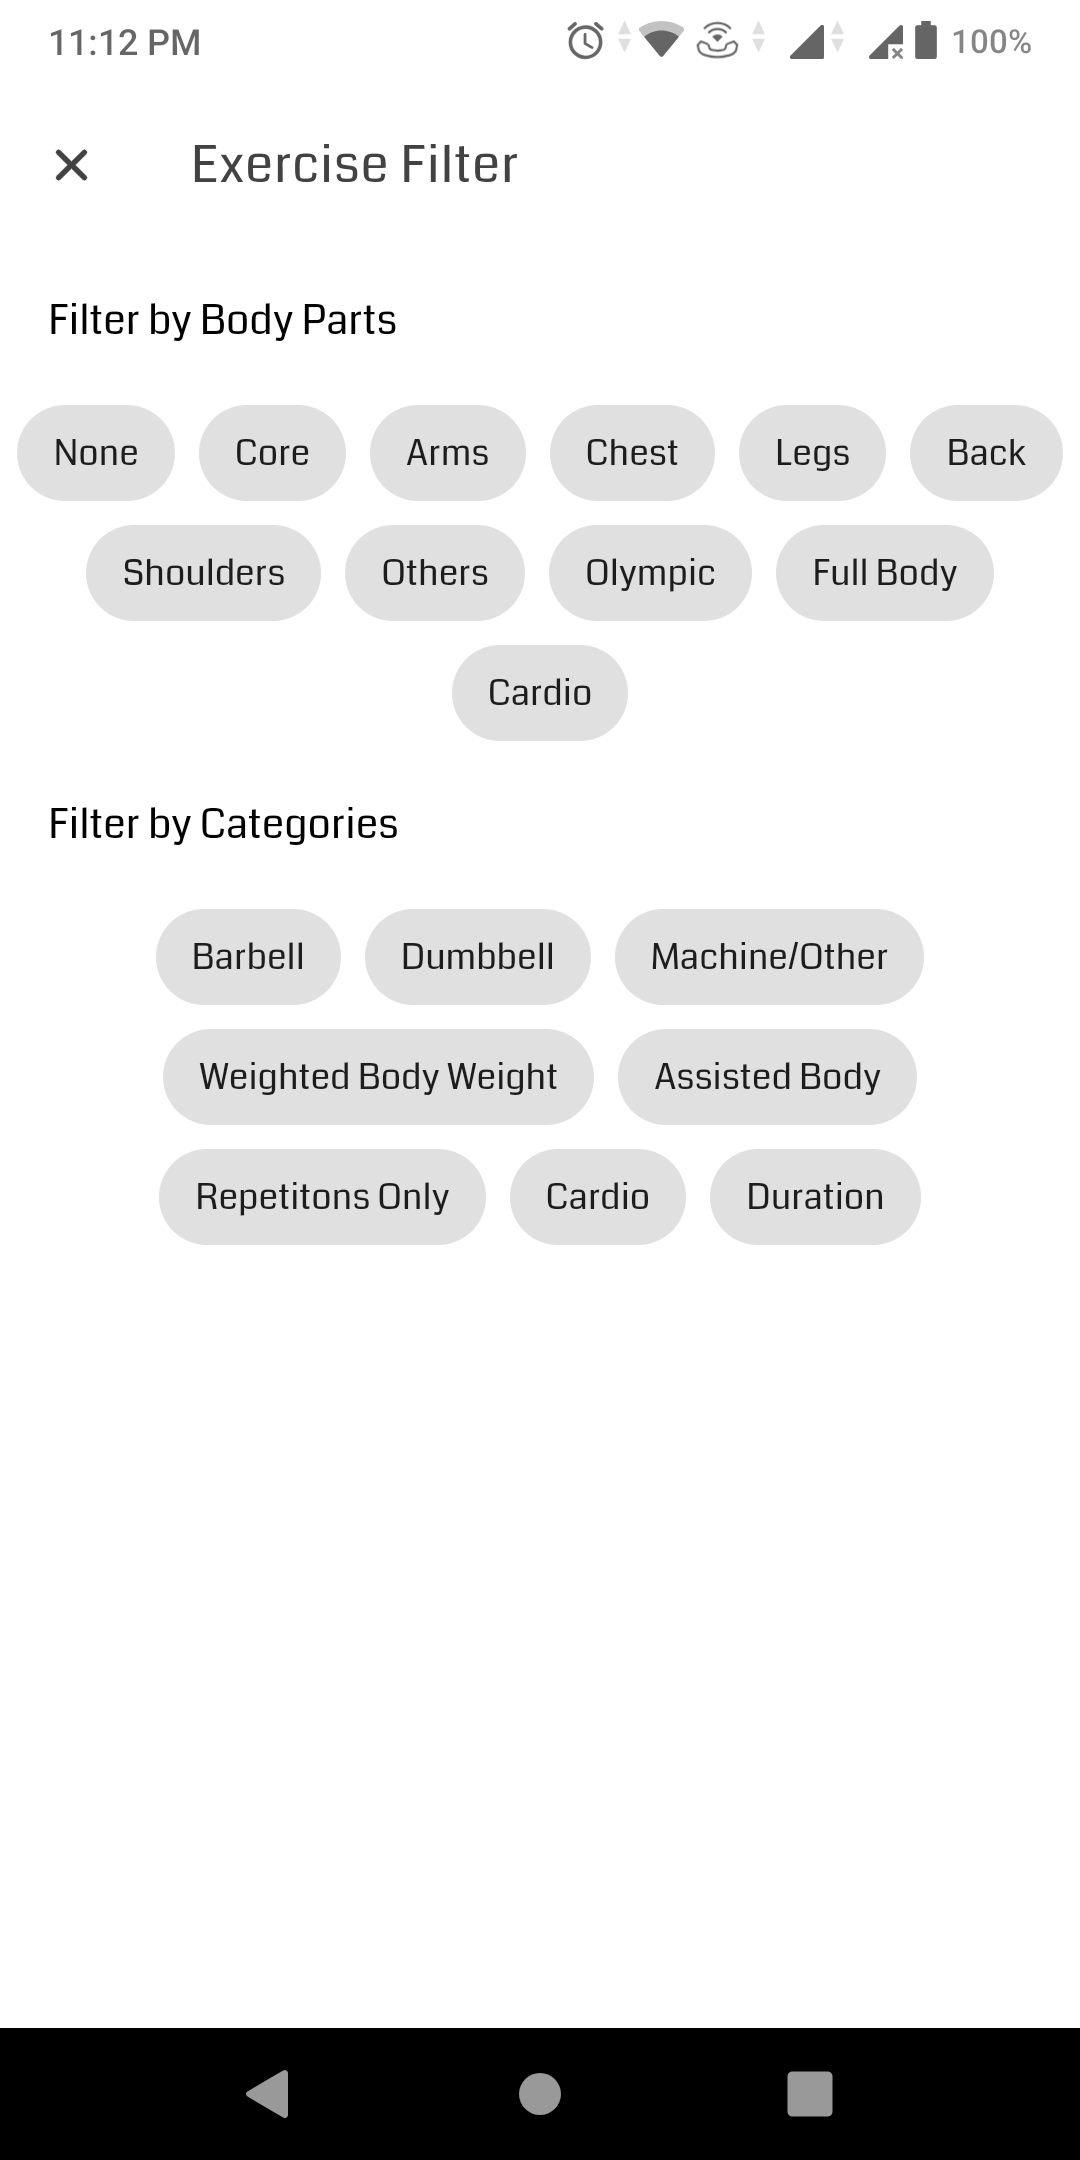 11:12 PM 100%
Exercise Filter
Filter by Body Parts
None Core Arms Chest Legs Back
Shoulders Others Olympic Full Body
Cardio
Filter by Categories
Barbell Dumbbell Machine/Other
Weighted Body Weight Assisted Body
Repetitons Only Cardio Duration